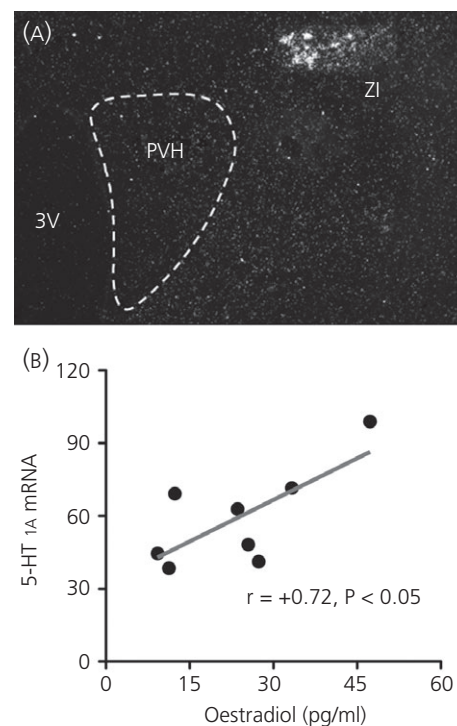 (A)
ZI
PVH
3V
(B)
120
90
60
30
0
5-HT 1A mRNA
r = +0.72, P < 0.05
0 15 30 45 60
Oestradiol (pg/ml)